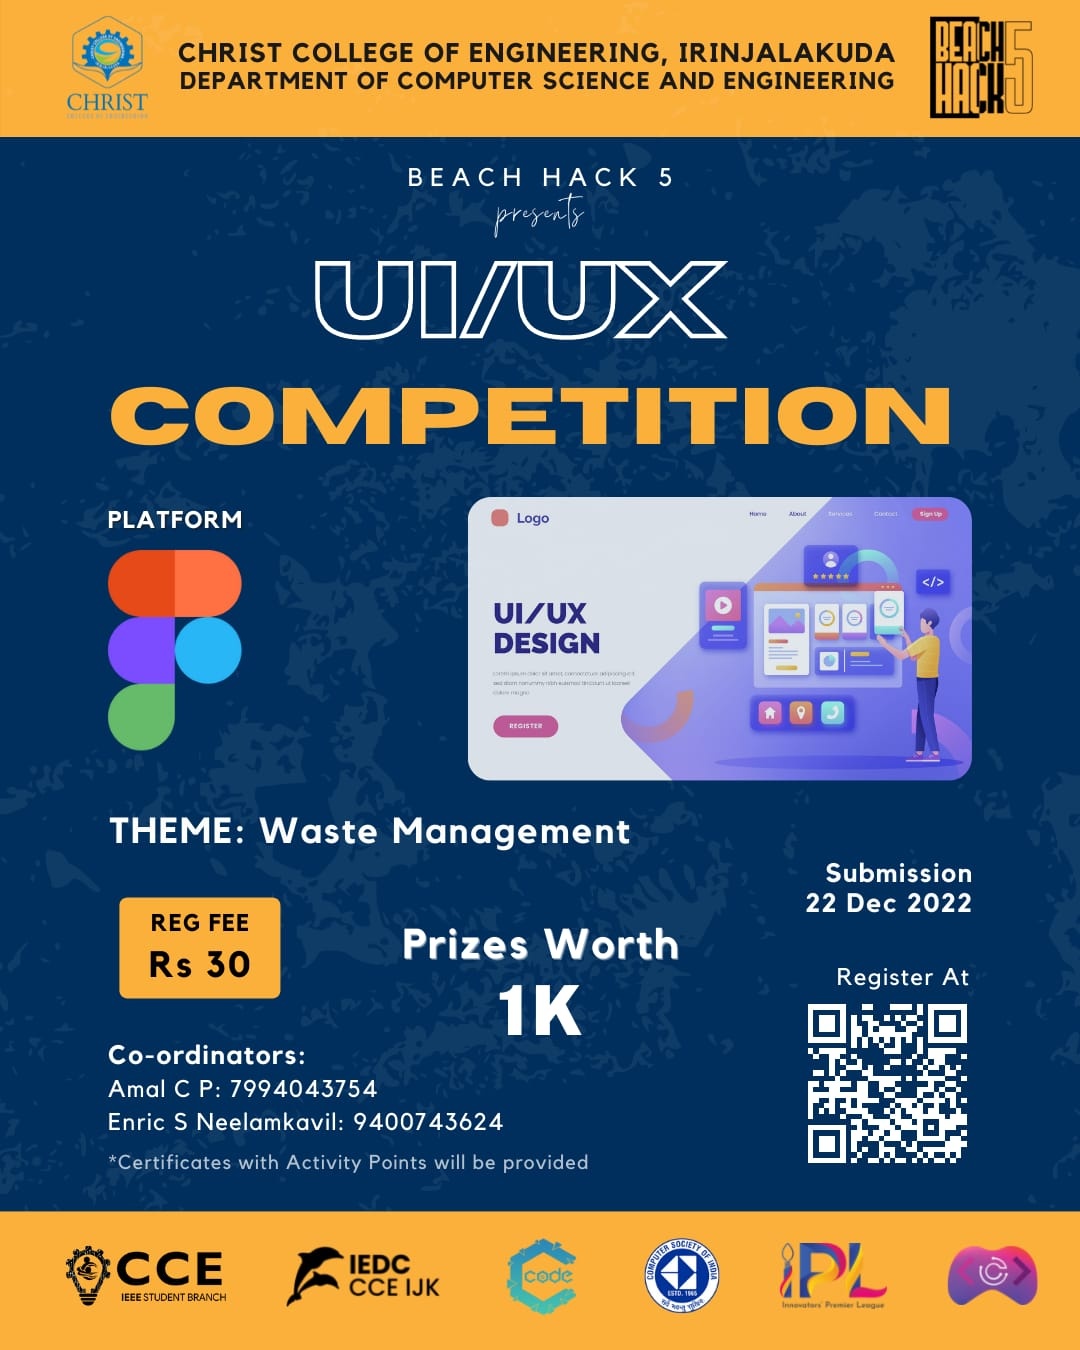 CHRIST
COLLEGE OF ENGINEERING
CHRIST COLLEGE OF ENGINEERING, IRINJALAKUDA
DEPARTMENT OF COMPUTER SCIENCE AND ENGINEERING
BEACH
HACK
5
BEACH HACK 5
presents
UI/UX
COMPETITION
PLATFORM
Logo
Home About Services Contact Sign Up
</>
UI/UX
DESIGN
REGISTER
THEME: Waste Management
Submission
22 Dec 2022
REG FEE
Rs 30
Prizes Worth
1K
Register At
Co-ordinators:
Amal C P: 7994043754
Enric S Neelamkavil: 9400743624
*Certificates with Activity Points will be provided
CCE
IEEE STUDENT BRANCH
IEDC
CCE IJK
code
COMPUTER SOCIETY OF INDIA
ESTD. 1965
IPL
Innovators' Premier League